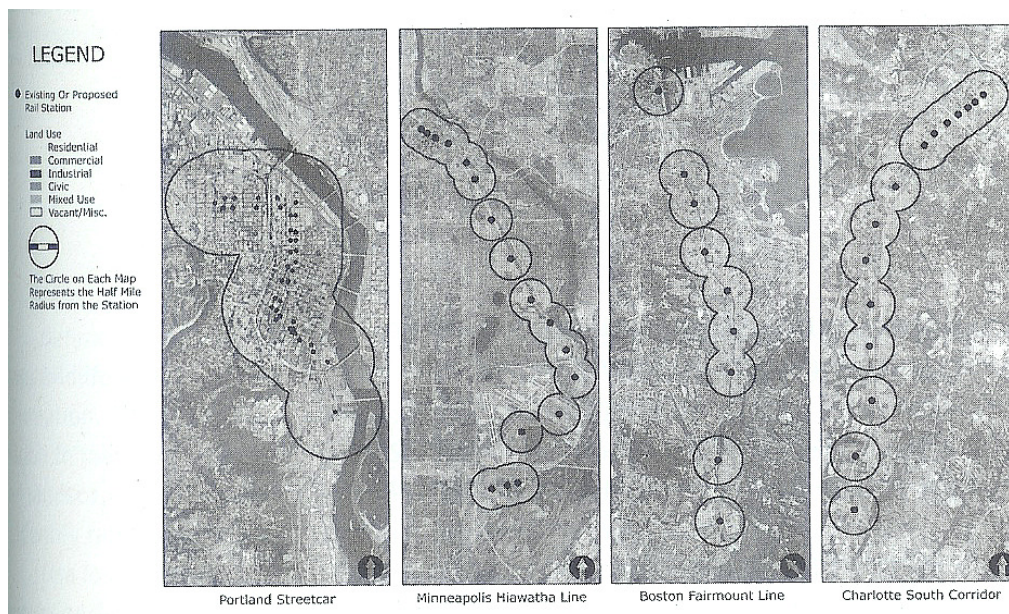 LEGEND
Existing Or Proposed
Rail Station
Land Use
Residential
Commercial
Industrial
Civic
Mixed Use
Vacant/Misc.
The Circle on Each Map
Represents the Half Mile
Radius from the Station
Portland Streetcar
Minneapolis Hiawatha Line
Boston Fairmount Line
Charlotte South Corridor